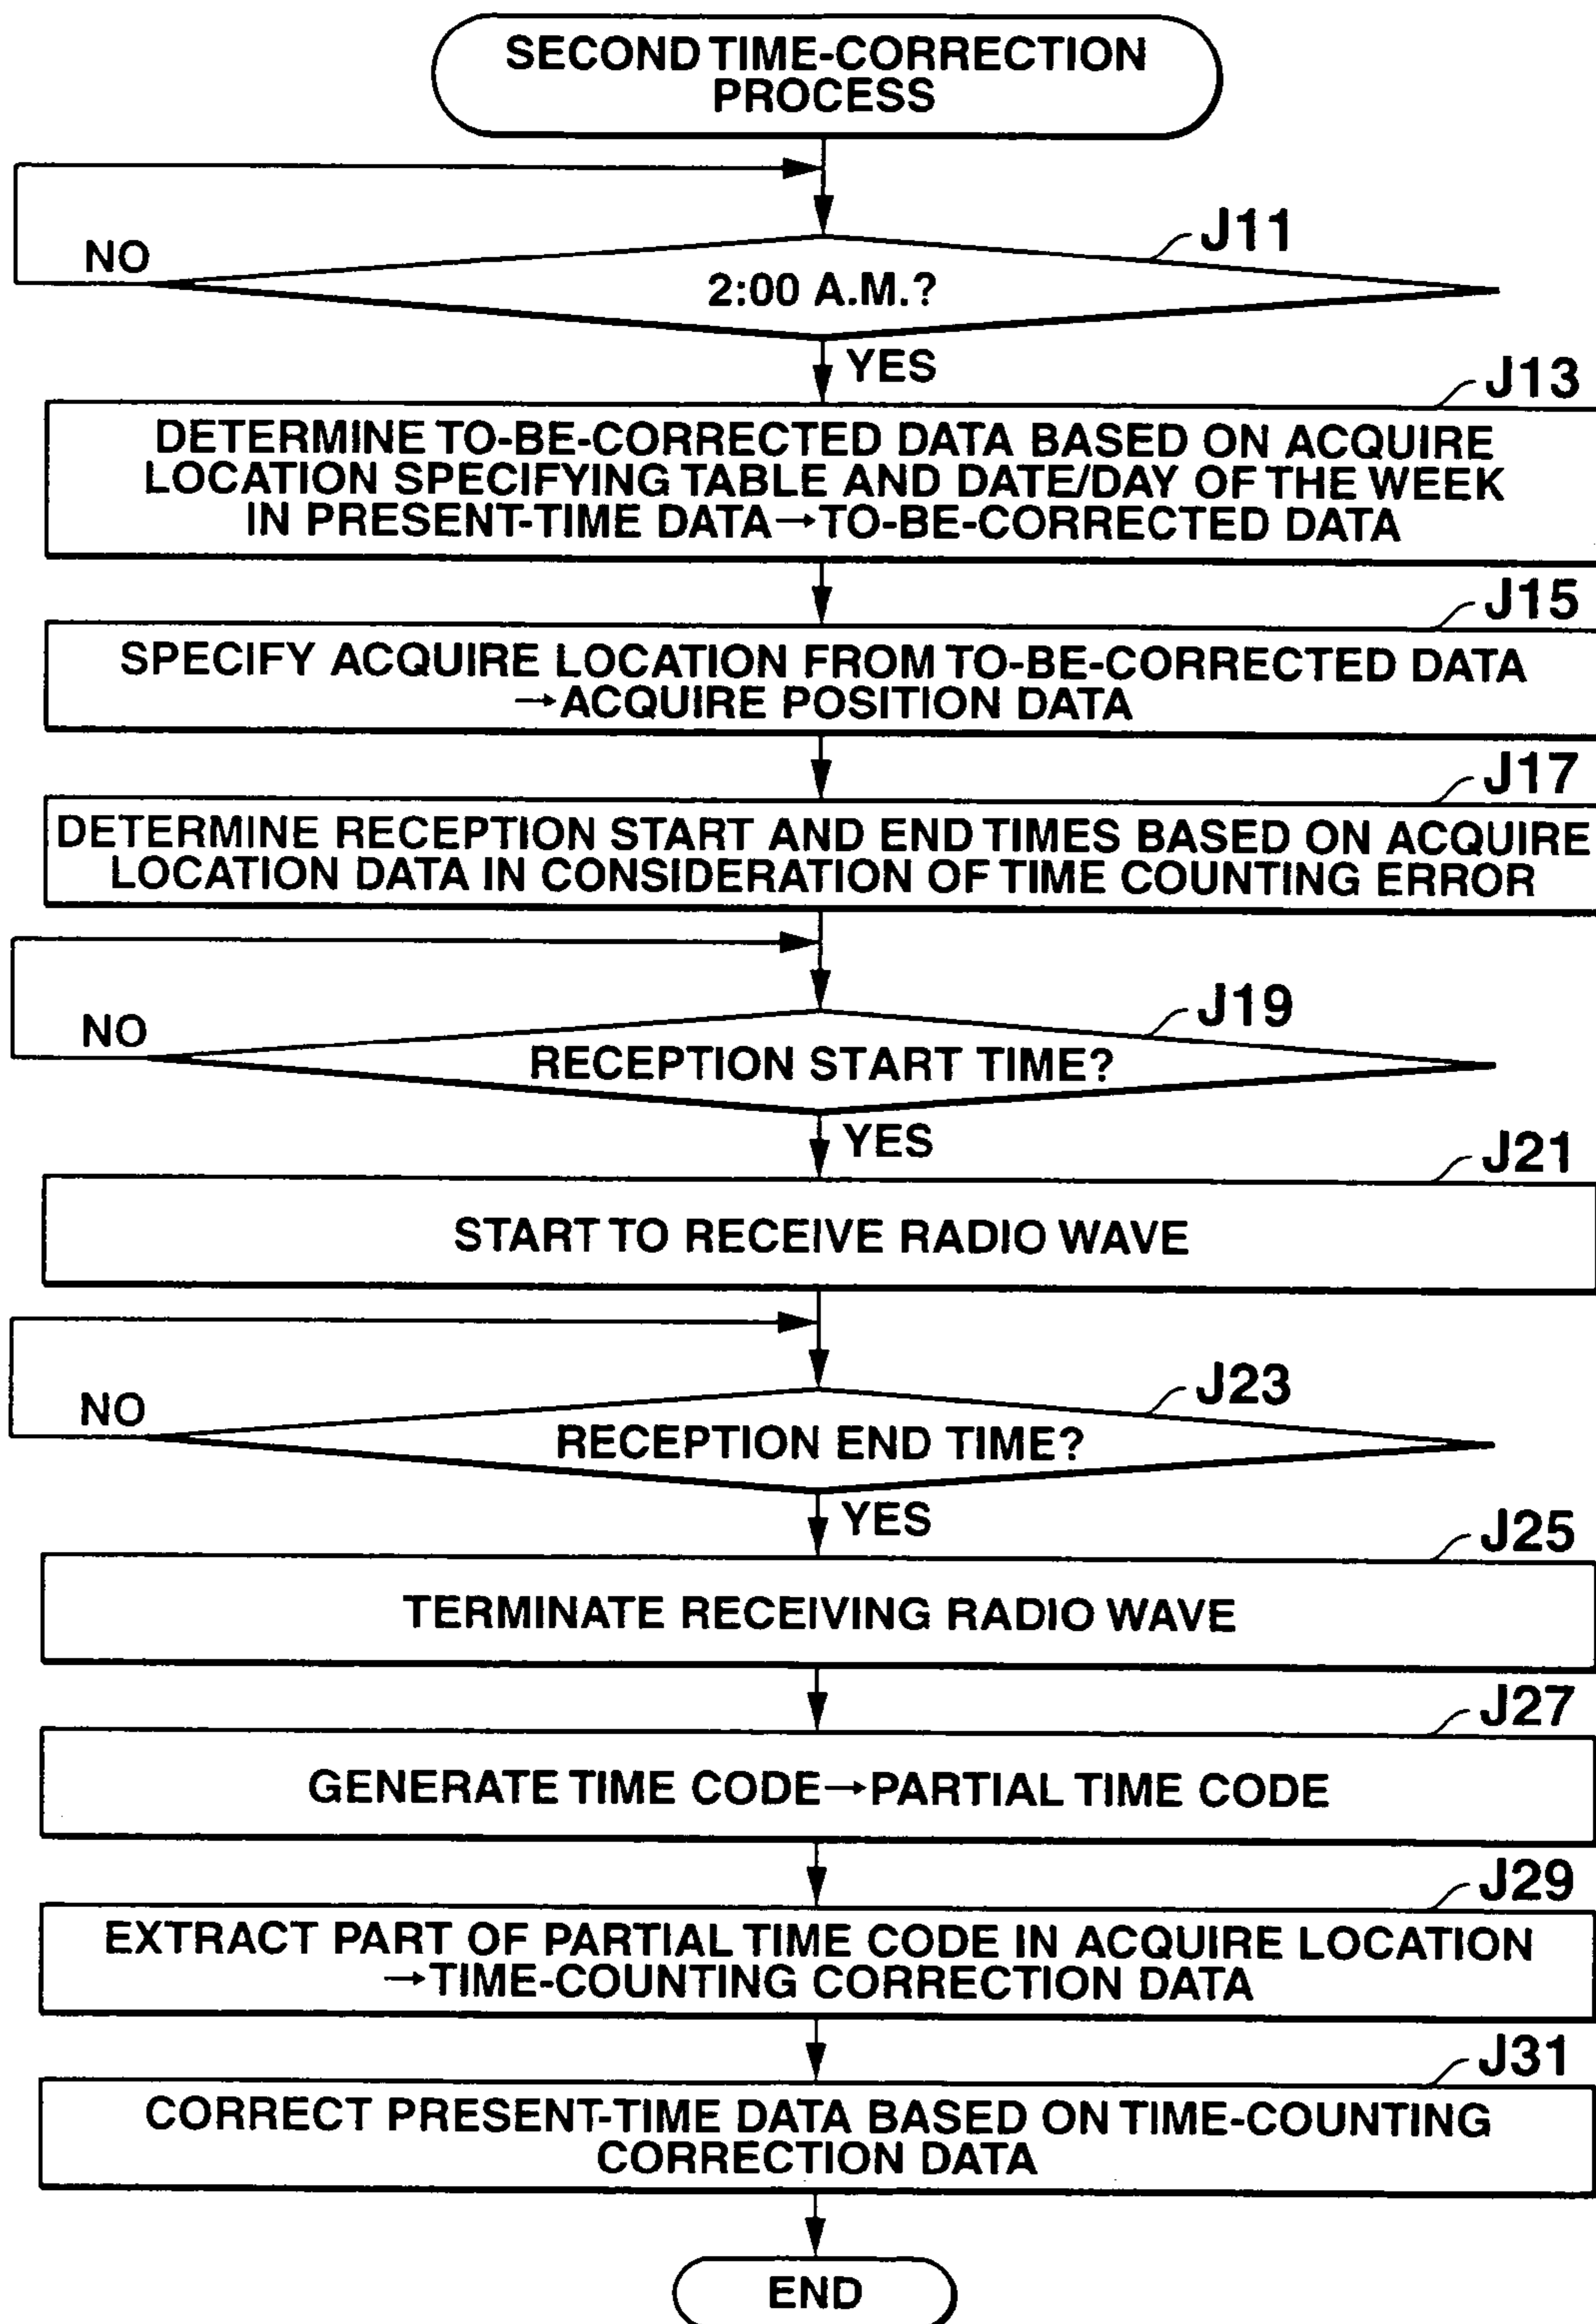 SECOND TIME-CORRECTION
PROCESS
J11
NO
2:00 A.M.?
YES
J13
DETERMINE TO-BE-CORRECTED DATA BASED ON ACQUIRE
LOCATION SPECIFYING TABLE AND DATE/DAY OF THE WEEK
IN PRESENT-TIME DATA→TO-BE-CORRECTED DATA
J15
SPECIFY ACQUIRE LOCATION FROM TO-BE-CORRECTED DATA
→ACQUIRE POSITION DATA
J17
DETERMINE RECEPTION START AND END TIMES BASED ON ACQUIRE
LOCATION DATA IN CONSIDERATION OF TIME COUNTING ERROR
J19
NO
RECEPTION START TIME?
YES
J21
START TO RECEIVE RADIO WAVE
J23
NO
RECEPTION END TIME?
YES
J25
TERMINATE RECEIVING RADIO WAVE
J27
GENERATE TIME CODE→PARTIAL TIME CODE
J29
EXTRACT PART OF PARTIAL TIME CODE IN ACQUIRE LOCATION
→TIME-COUNTING CORRECTION DATA
J31
CORRECT PRESENT-TIME DATA BASED ON TIME-COUNTING
CORRECTION DATA
END